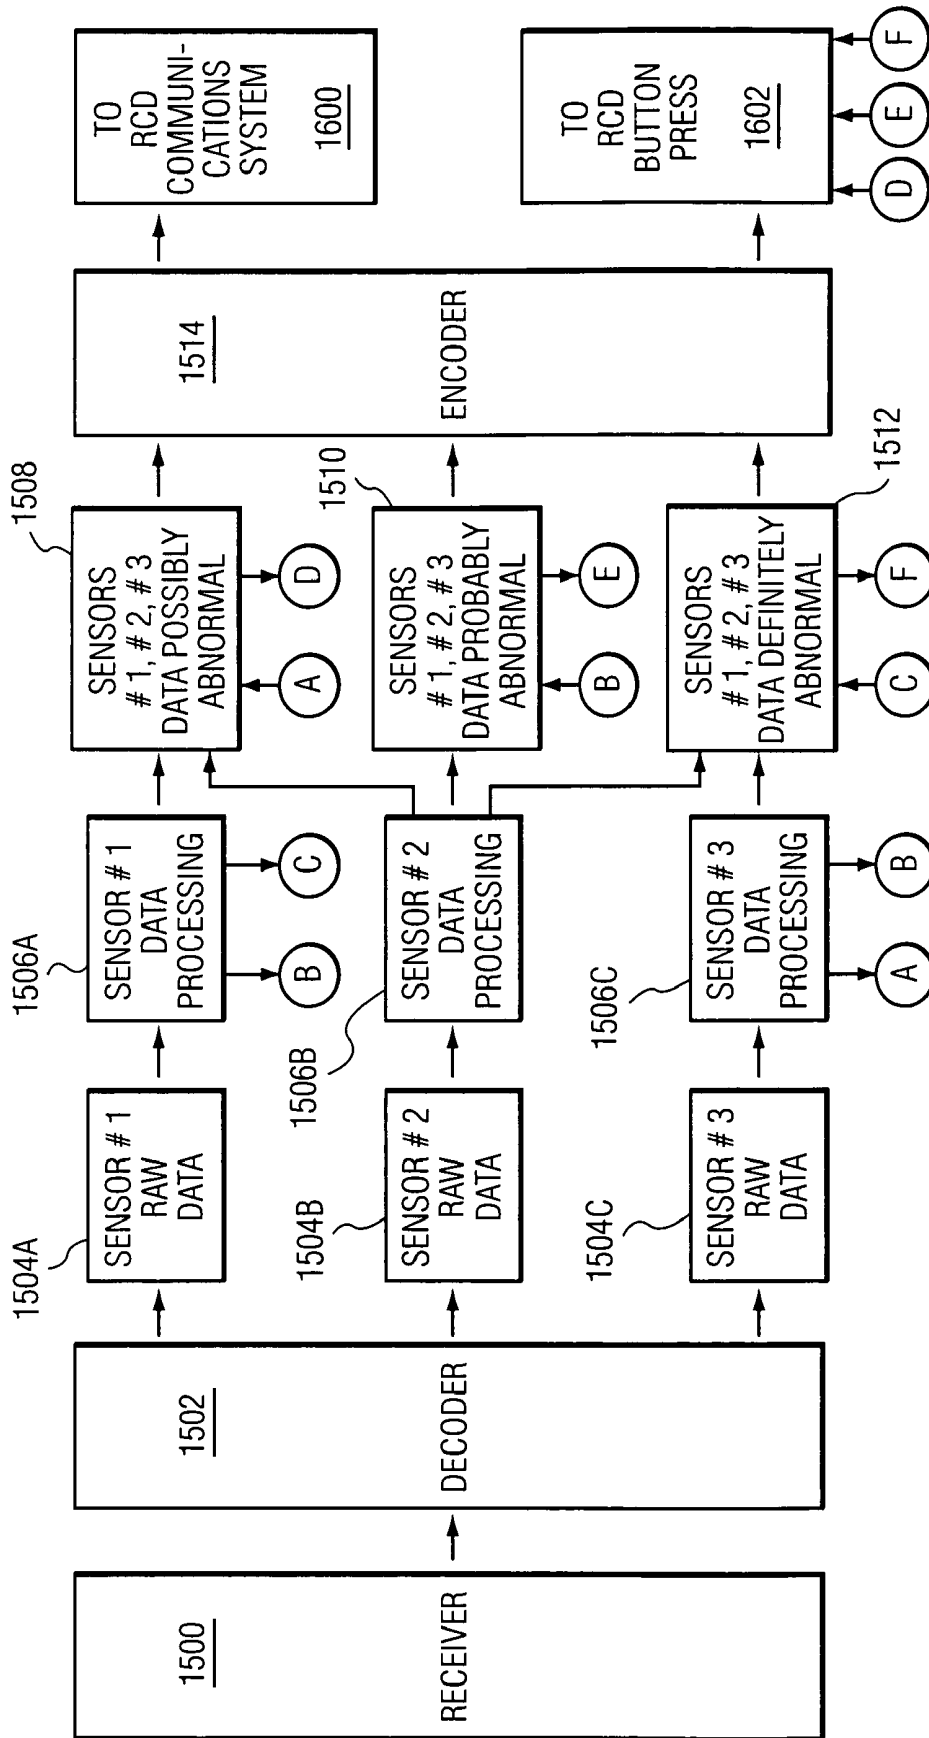 1500
RECEIVER
1502
DECODER
1504A
SENSOR # 1
RAW
DATA
1504B
SENSOR # 2
RAW
DATA
1504C
SENSOR # 3
RAW
DATA
1506A
SENSOR # 1
DATA
PROCESSING
B
C
1506B
SENSOR # 2
DATA
PROCESSING
1506C
SENSOR # 3
DATA
PROCESSING
A
B
1508
SENSORS
# 1, # 2, # 3
DATA POSSIBLY
ABNORMAL
A
D
1510
SENSORS
# 1, # 2, # 3
DATA PROBABLY
ABNORMAL
B
E
1512
SENSORS
# 1, # 2, # 3
DATA DEFINITELY
ABNORMAL
C
F
1514
ENCODER
TO
RCD
COMMUNI-
CATIONS
SYSTEM
1600
TO
RCD
BUTTON
PRESS
1602
D
E
F